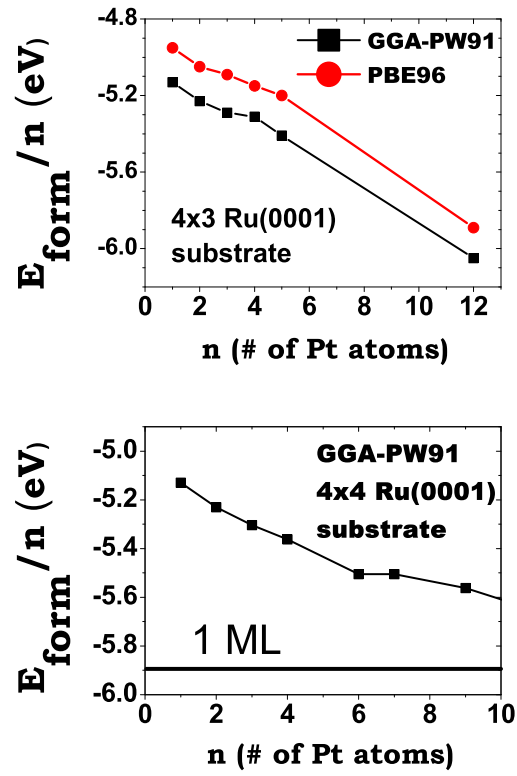 -4.8
-5.2
-5.6
-6.0
E form /n (eV)
GGA-PW91
PBE96
4x3 Ru(0001)
substrate
0 2 4 6 8 10 12
n (# of Pt atoms)
-5.0
-5.2
-5.4
-5.6
-5.8
-6.0
E form /n (eV)
GGA-PW91
4x4 Ru(0001)
substrate
1 ML
0 2 4 6 8 10
n (# of Pt atoms)